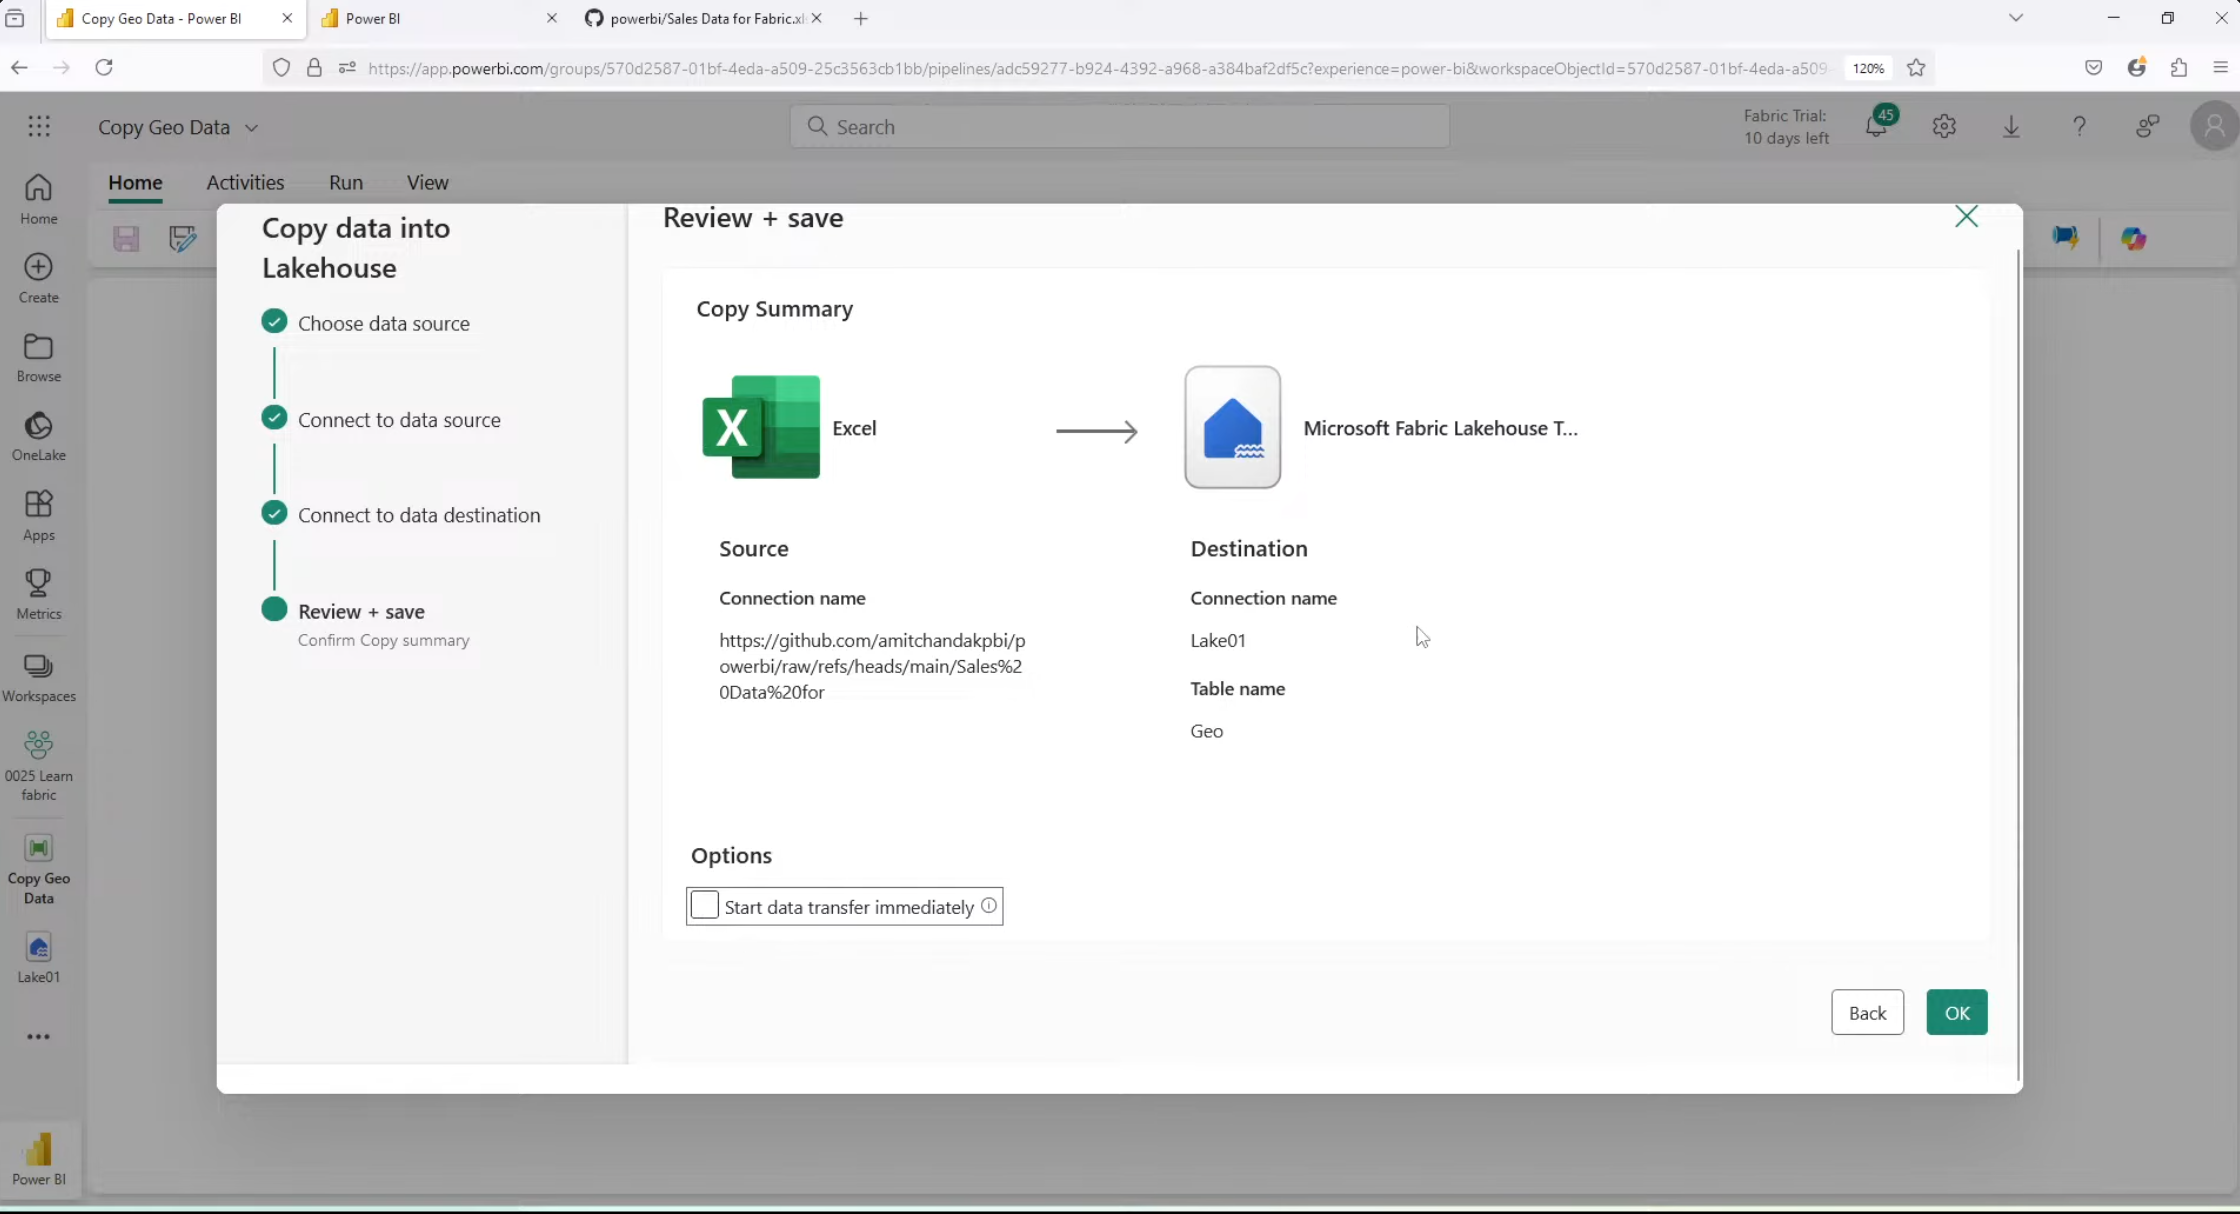 Copy Geo Data - Power BI
Power BI
powerbi/Sales Data for Fabric.xl
https://app.powerbi.com/groups/570d2587-01bf-4eda-a509-25c3563cb1bb/pipelines/adc59277-b924-4392-a968-a384baf2df5c?experience=power-bi&workspaceObjectId=570d2587-01bf-4eda-a509-
120%
Copy Geo Data
Search
Fabric Trial:
10 days left
45
Home
Activities
Run
View
Home
Create
Browse
OneLake
Apps
Metrics
Workspaces
0025 Learn
fabric
Copy Geo
Data
Lake01
Power BI
Copy data into
Lakehouse
Choose data source
Connect to data source
Connect to data destination
Review + save
Confirm Copy summary
Review + save
Copy Summary
X
Excel
Microsoft Fabric Lakehouse T...
Source
Connection name
https://github.com/amitchandakpbi/p
owerbi/raw/refs/heads/main/Sales%2
0Data%20for
Destination
Connection name
Lake01
Table name
Geo
Options
Start data transfer immediately
Back
OK